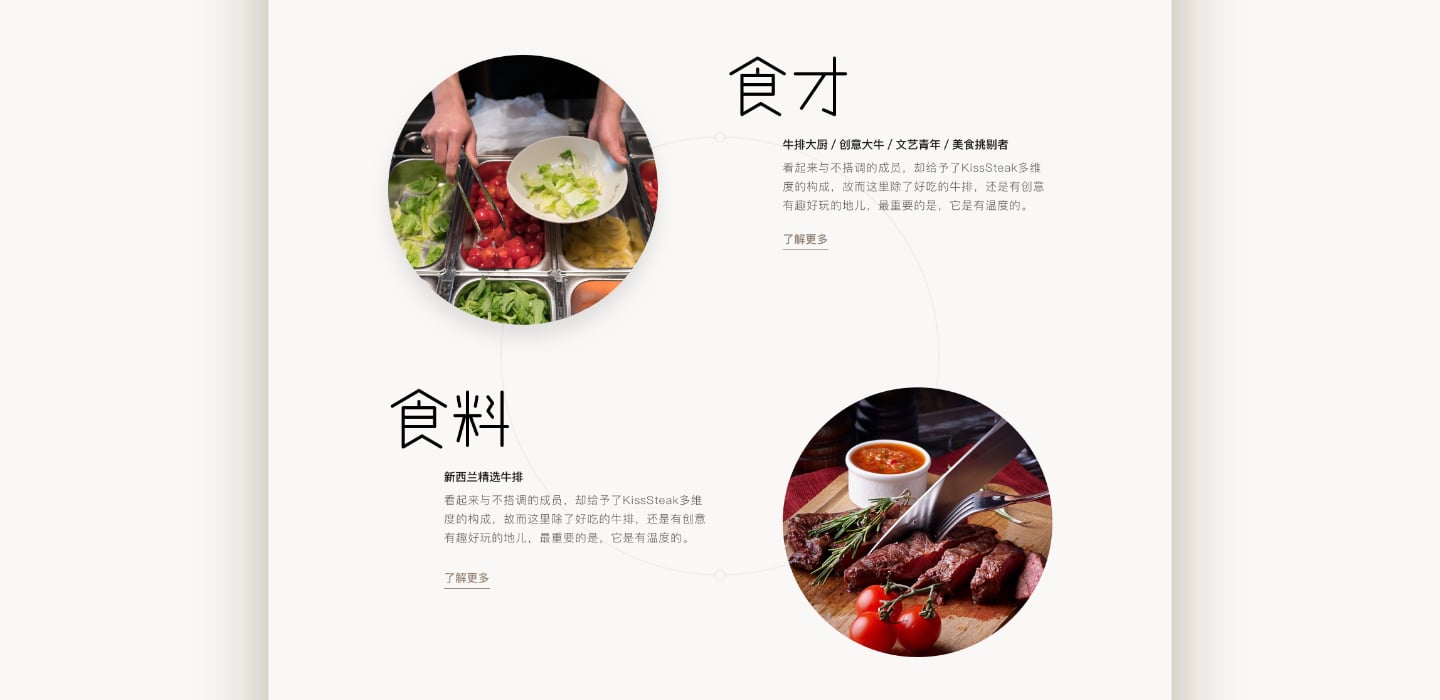 食才
牛排大厨 / 创意大牛 / 文艺青年 / 美食挑剔者
看起来与不搭调的成员，却给予了KissSteak多维
度的构成，故而这里除了好吃的牛排，还是有创意
有趣好玩的地儿，最重要的是，它是有温度的。
了解更多
食料
新西兰精选牛排
看起来与不搭调的成员，却给予了KissSteak多维
度的构成，故而这里除了好吃的牛排，还是有创意
有趣好玩的地儿，最重要的是，它是有温度的。
了解更多